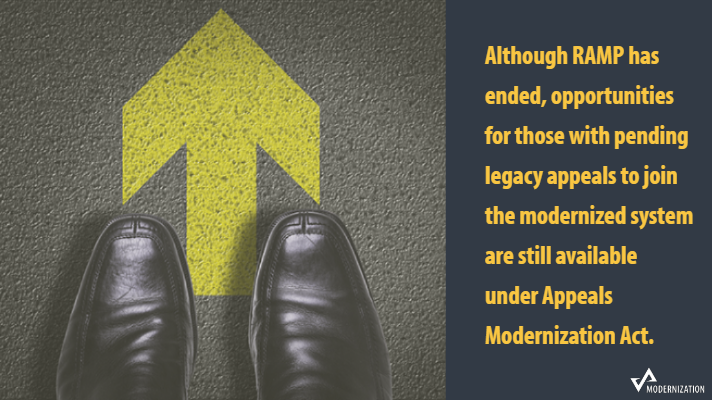 Although RAMP has
ended, opportunities
for those with pending
legacy appeals to join
the modernized system
are still available
under Appeals
Modernization Act.
VA
MODERNIZATION